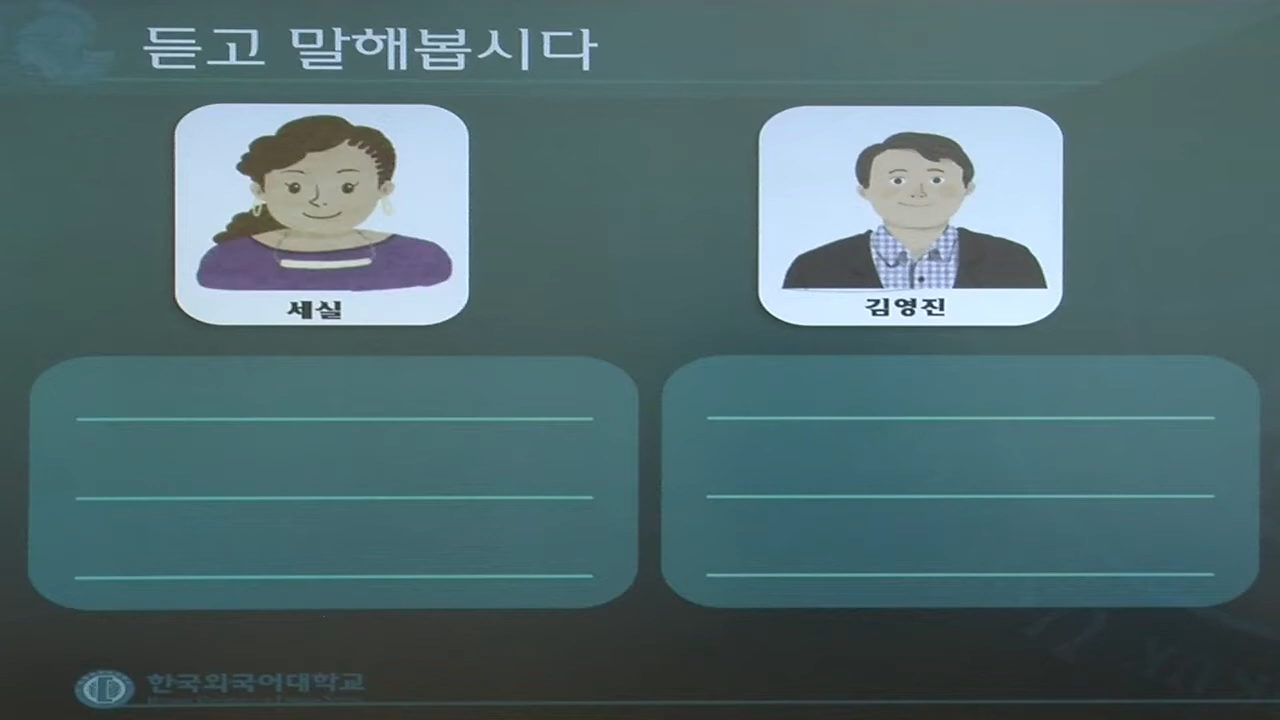 듣고 말해봅시다
세실
김영진
한국외국어대학교